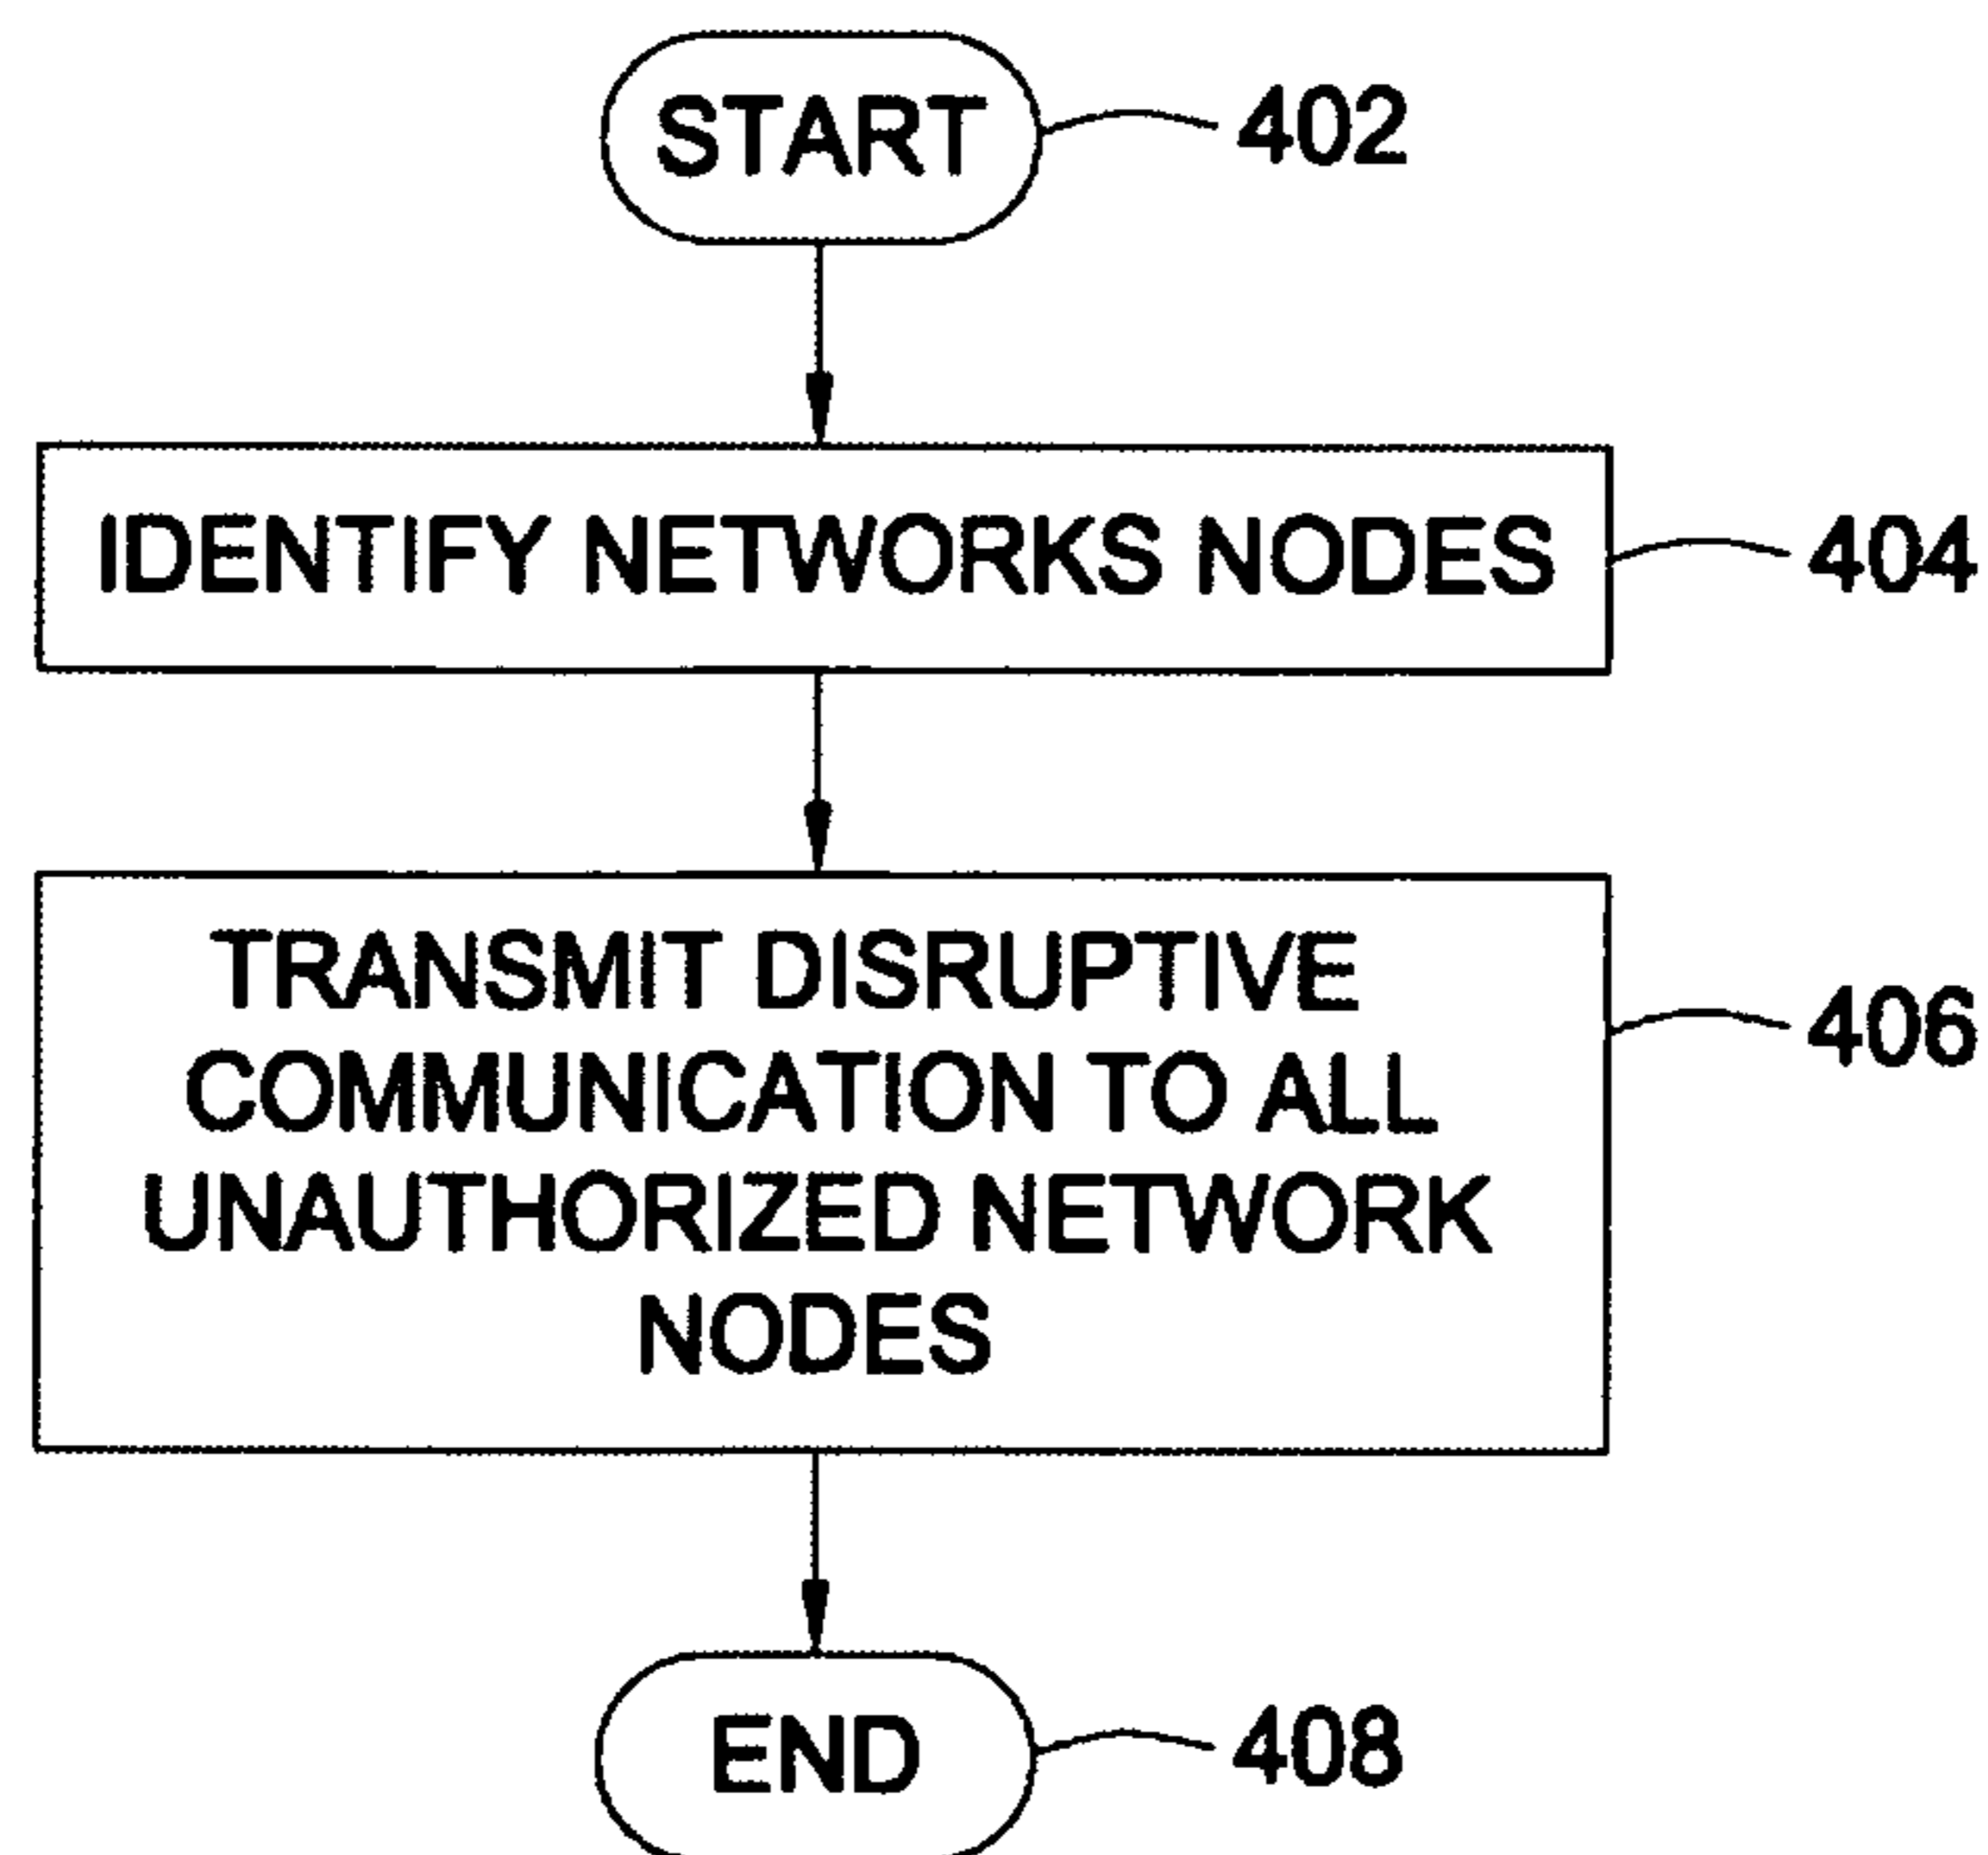 START
402
IDENTIFY NETWORKS NODES
404
TRANSMIT DISRUPTIVE
COMMUNICATION TO ALL
UNAUTHORIZED NETWORK
NODES
406
END
408